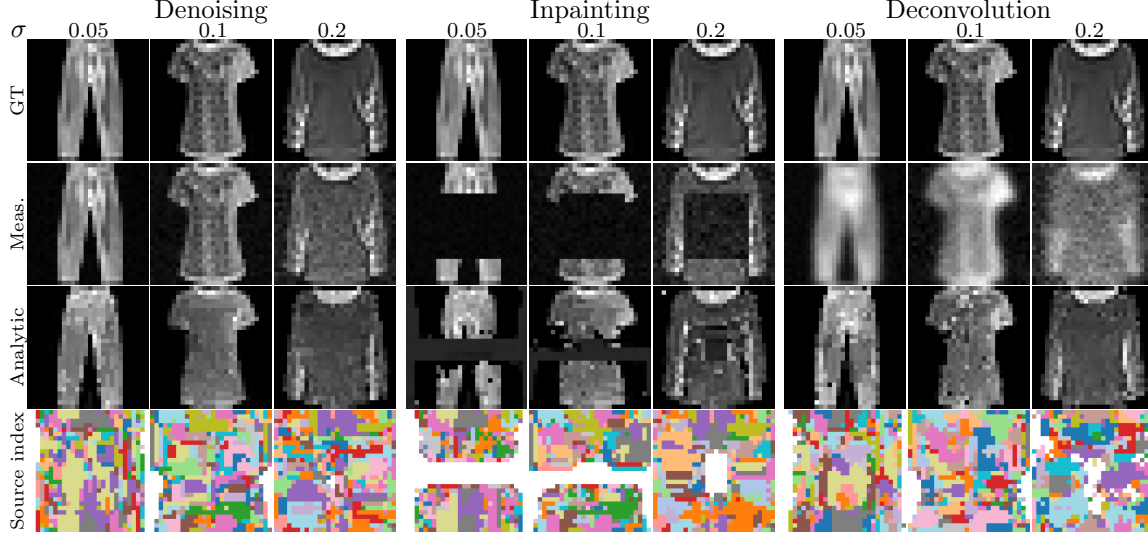 Denoising Inpainting Deconvolution
σ 0.05 0.1 0.2 0.05 0.1 0.2 0.05 0.1 0.2
GT
Meas.
Analytic
Source index